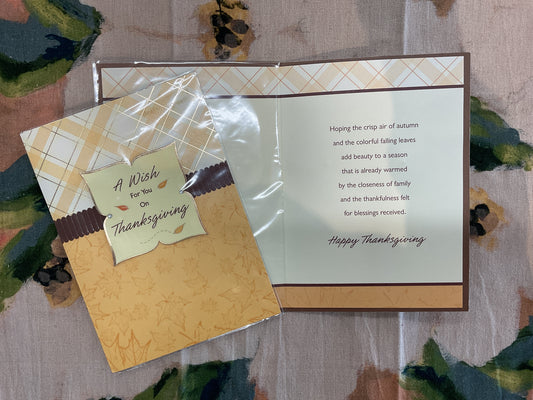 A Wish
For You
On
Thanksgiving
Hoping the crisp air of autumn
and the colorful falling leaves
add beauty to a season
that is already warmed
by the closeness of family
and the thankfulness felt
for blessings received.
Happy Thanksgiving